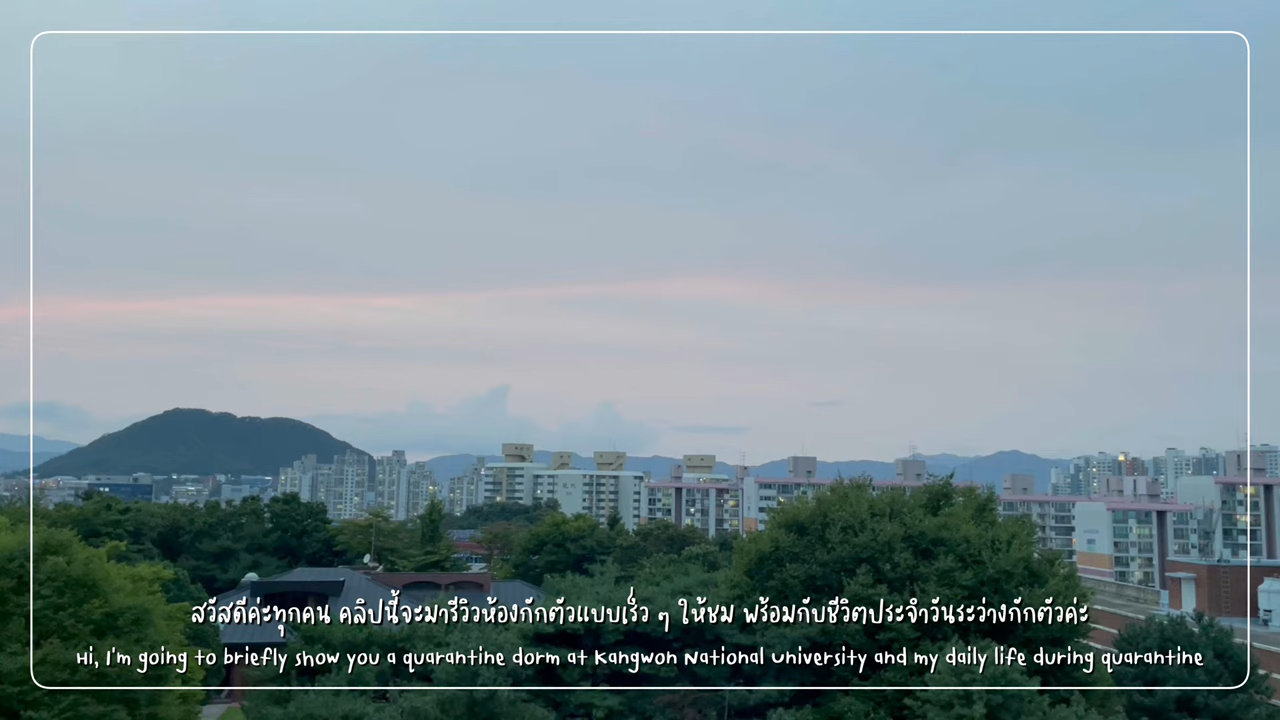 สวัสดีค่ะทุกคน คลิปนี้จะมารีวิวห้องกักตัวแบบเร็ว ๆ ให้ชม พร้อมกับชีวิตประจำวันระหว่างกักตัวค่ะ
Hi, I'm going to briefly show you a quarantine dorm at Kangwon National University and my daily life during quarantine